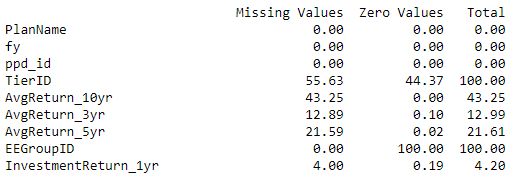 Missing Values Zero Values Total
PlanName 0.00 0.00 0.00
fy 0.00 0.00 0.00
ppd_id 0.00 0.00 0.00
TierID 55.63 44.37 100.00
AvgReturn_10yr 43.25 0.00 43.25
AvgReturn_3yr 12.89 0.10 12.99
AvgReturn_5yr 21.59 0.02 21.61
EEGroupID 0.00 100.00 100.00
InvestmentReturn_1yr 4.00 0.19 4.20